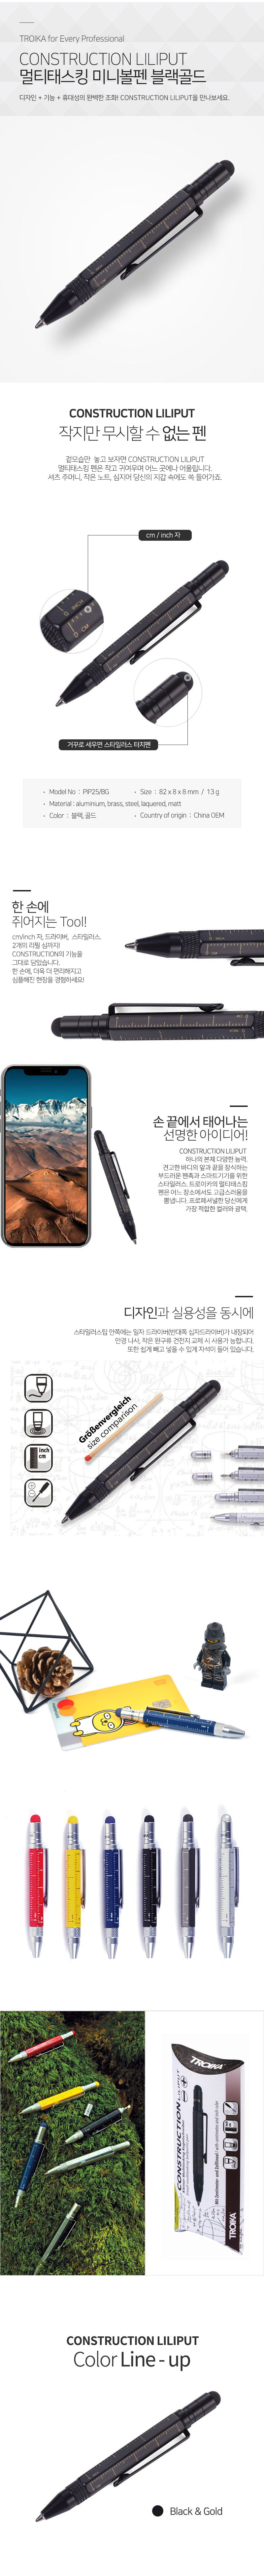 TROIKA for Every Professional
CONSTRUCTION LILIPUT
멀티태스킹 미니볼펜 블랙골드
디자인 + 기능 + 휴대성의 완벽한 조화! CONSTRUCTION LILIPUT을 만나보세요.
CONSTRUCTION LILIPUT
작지만 무시할 수 없는 펜
겉모습만 놓고 보자면 CONSTRUCTION LILIPUT
멀티태스킹 펜은 작고 귀여우며 어느 곳에나 어울립니다.
셔츠 주머니, 작은 노트, 심지어 당신의 지갑 속에도 쏙 들어가죠.
cm / inch 자
INCH
CM
거꾸로 세우면 스타일러스 터치펜
· Model No : PIP25/BG
· Size : 82 x 8 x 8 mm / 13 g
· Material : aluminium, brass, steel, laquered, matt
· Color : 블랙, 골드
· Country of origin : China OEM
한 손에
쥐어지는 Tool!
cm/inch 자, 드라이버, 스타일러스,
2개의 리필 심까지!
CONSTRUCTION의 기능을
그대로 담았습니다.
한 손에, 더욱 더 편리해지고
심플해진 현장을 경험하세요!
손 끝에서 태어나는
선명한 아이디어!
CONSTRUCTION LILIPUT
하나의 본체 다양한 능력.
견고한 바디의 앞과 끝을 장식하는
부드러운 펜촉과 스마트기기를 위한
스타일러스. 트로이카의 멀티태스킹
펜은 어느 장소에서도 고급스러움을
뽐냅니다. 프로페셔널한 당신에게
가장 적합한 컬러와 광택.
디자인과 실용성을 동시에
스타일러스팁 안쪽에는 일자 드라이버(반대쪽 십자드라이버)가 내장되어
안경 나사, 작은 완구류 건전지 교체 시 사용가 능합니다.
또한 쉽게 빼고 넣을 수 있게 자석이 들어 있습니다.
Größenvergleich
size comparison
inch
cm
TROIKA
CONSTRUCTION LILIPUT
TROIKA
CONSTRUCTION LILIPUT
Color Line - up
Black & Gold